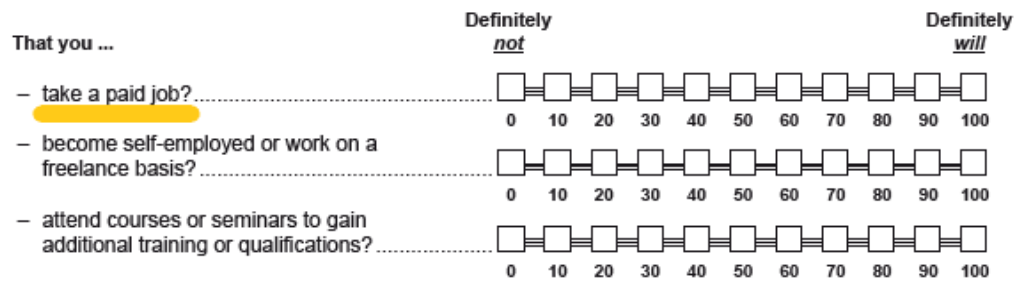 Definitely Definitely
That you ... not will
– take a paid job?
0 10 20 30 40 50 60 70 80 90 100
– become self-employed or work on a
freelance basis?
0 10 20 30 40 50 60 70 80 90 100
– attend courses or seminars to gain
additional training or qualifications?
0 10 20 30 40 50 60 70 80 90 100